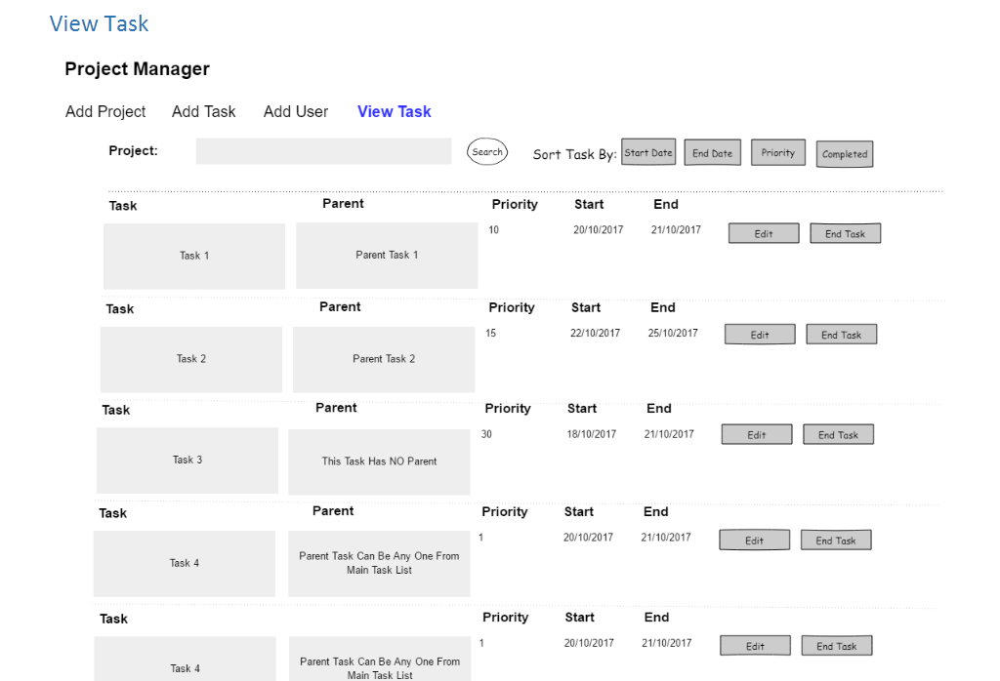 View Task
Project Manager
Add Project Add Task Add User View Task
Project: Search Sort Task By: Start Date End Date Priority Completed
Task Parent Priority Start End
10 20/10/2017 21/10/2017 Edit End Task
Task 1 Parent Task 1
Task Parent Priority Start End
15 22/10/2017 25/10/2017 Edit End Task
Task 2 Parent Task 2
Task Parent Priority Start End
30 18/10/2017 21/10/2017 Edit End Task
Task 3 This Task Has NO Parent
Task Parent Priority Start End
1 20/10/2017 21/10/2017 Edit End Task
Task 4 Parent Task Can Be Any One From
Main Task List
Task Priority Start End
1 20/10/2017 21/10/2017 Edit End Task
Task 4 Parent Task Can Be Any One From
Main Task List